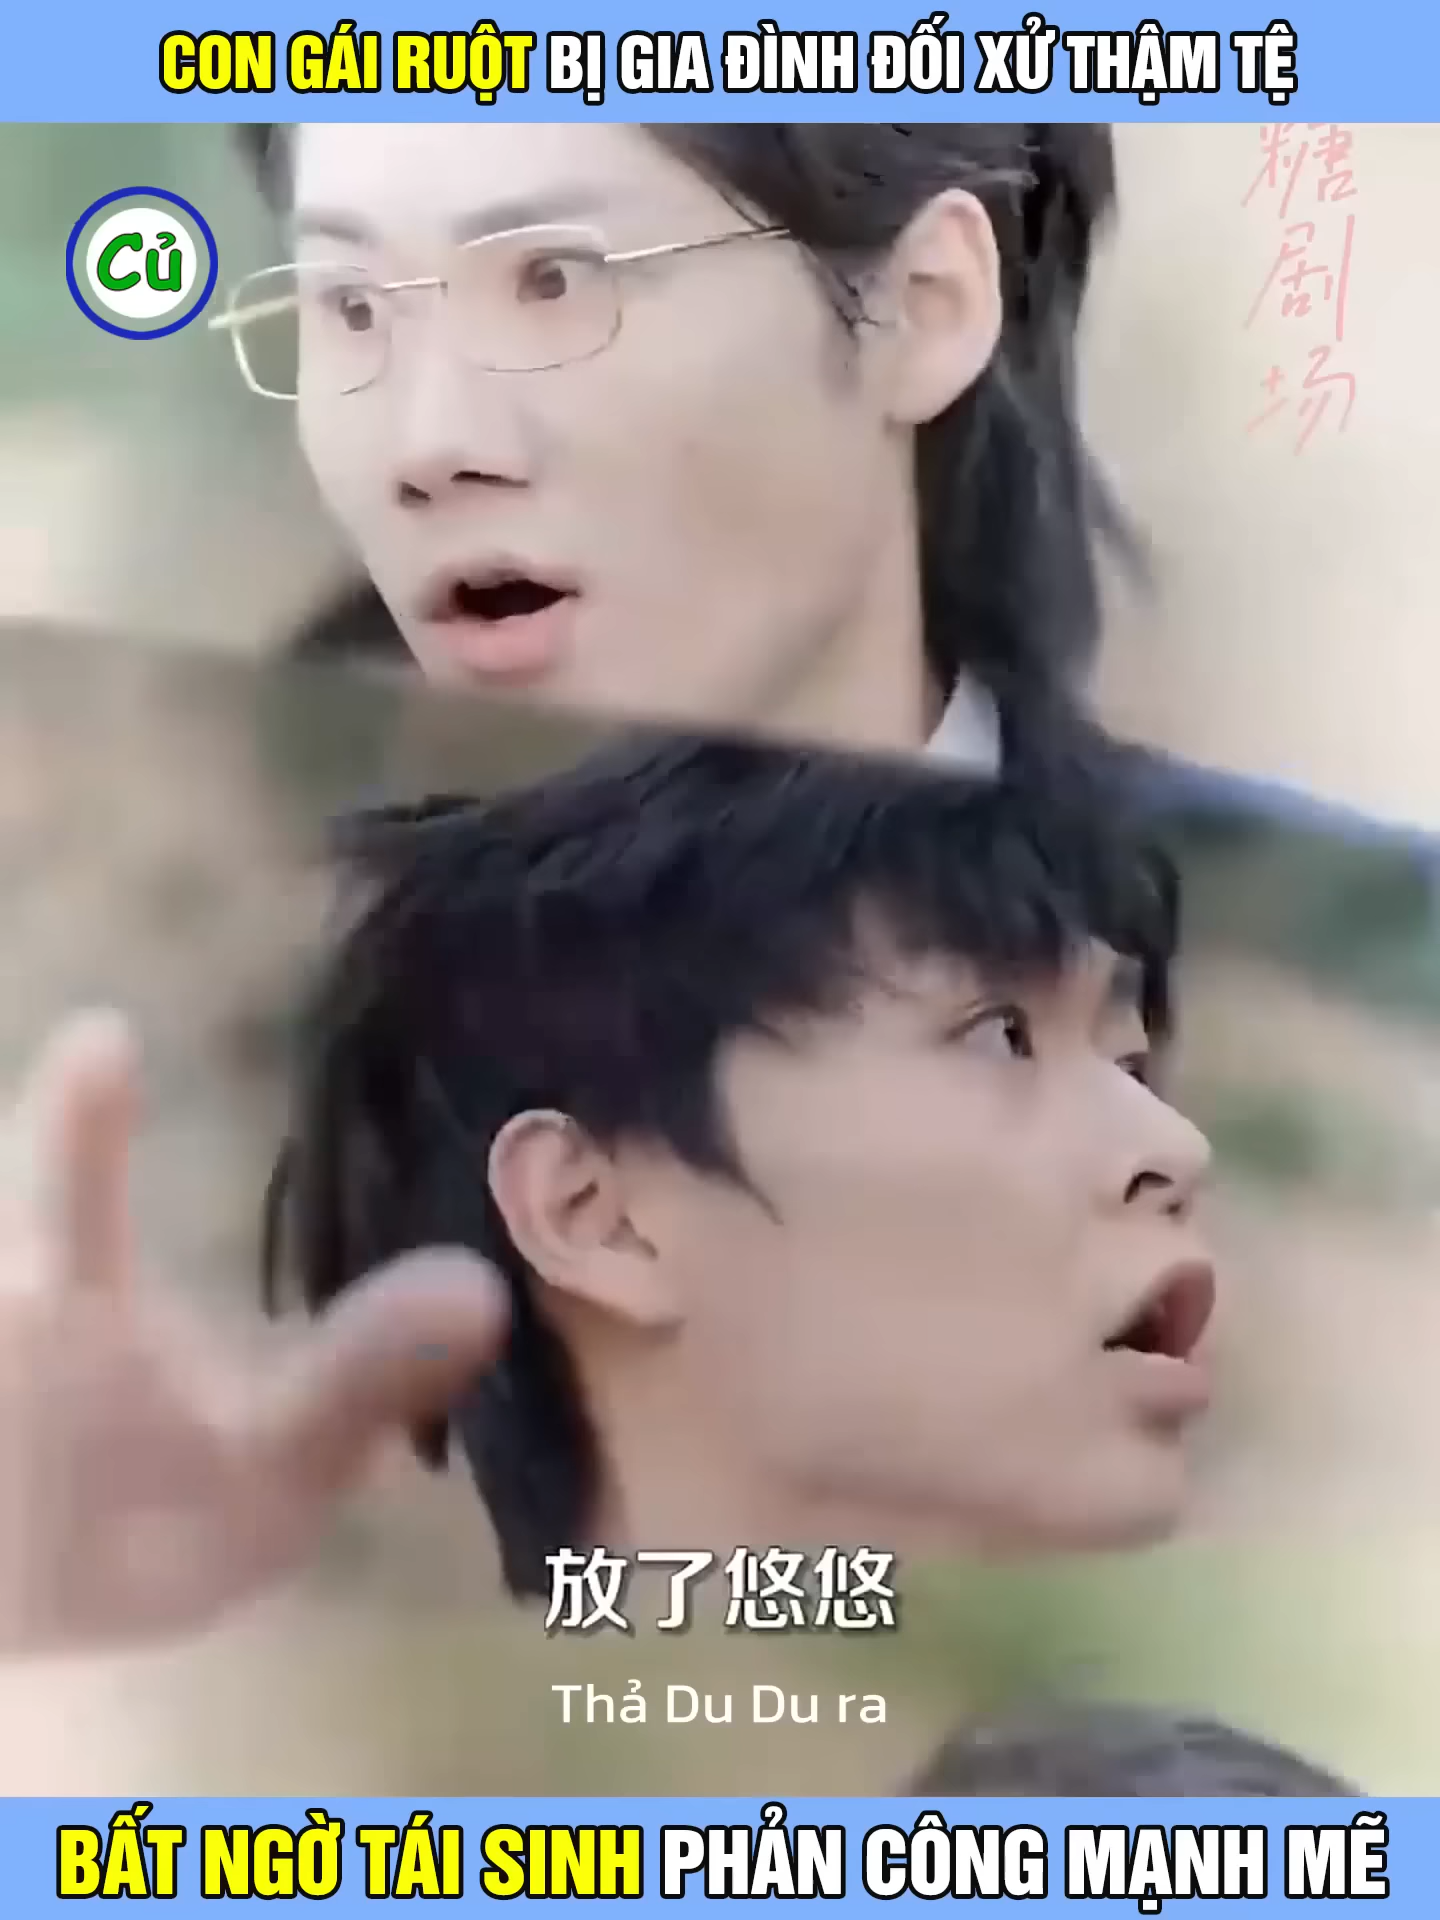 CON GÁI RUỘT BỊ GIA ĐÌNH ĐỐI XỬ THẬM TỆ
Củ
糖剧场
放了悠悠
Thả Du Du ra
BẤT NGỜ TÁI SINH PHẢN CÔNG MẠNH MẼ